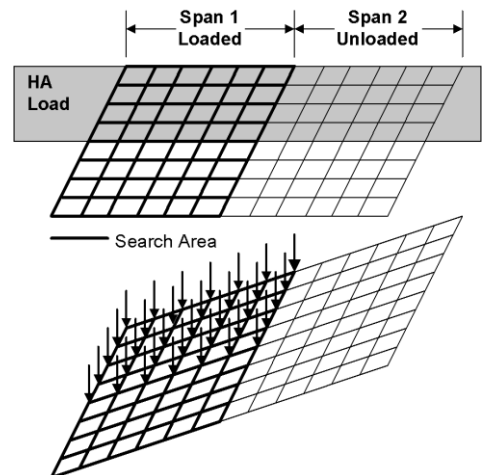 Span 1
Loaded
Span 2
Unloaded
HA
Load
Search Area